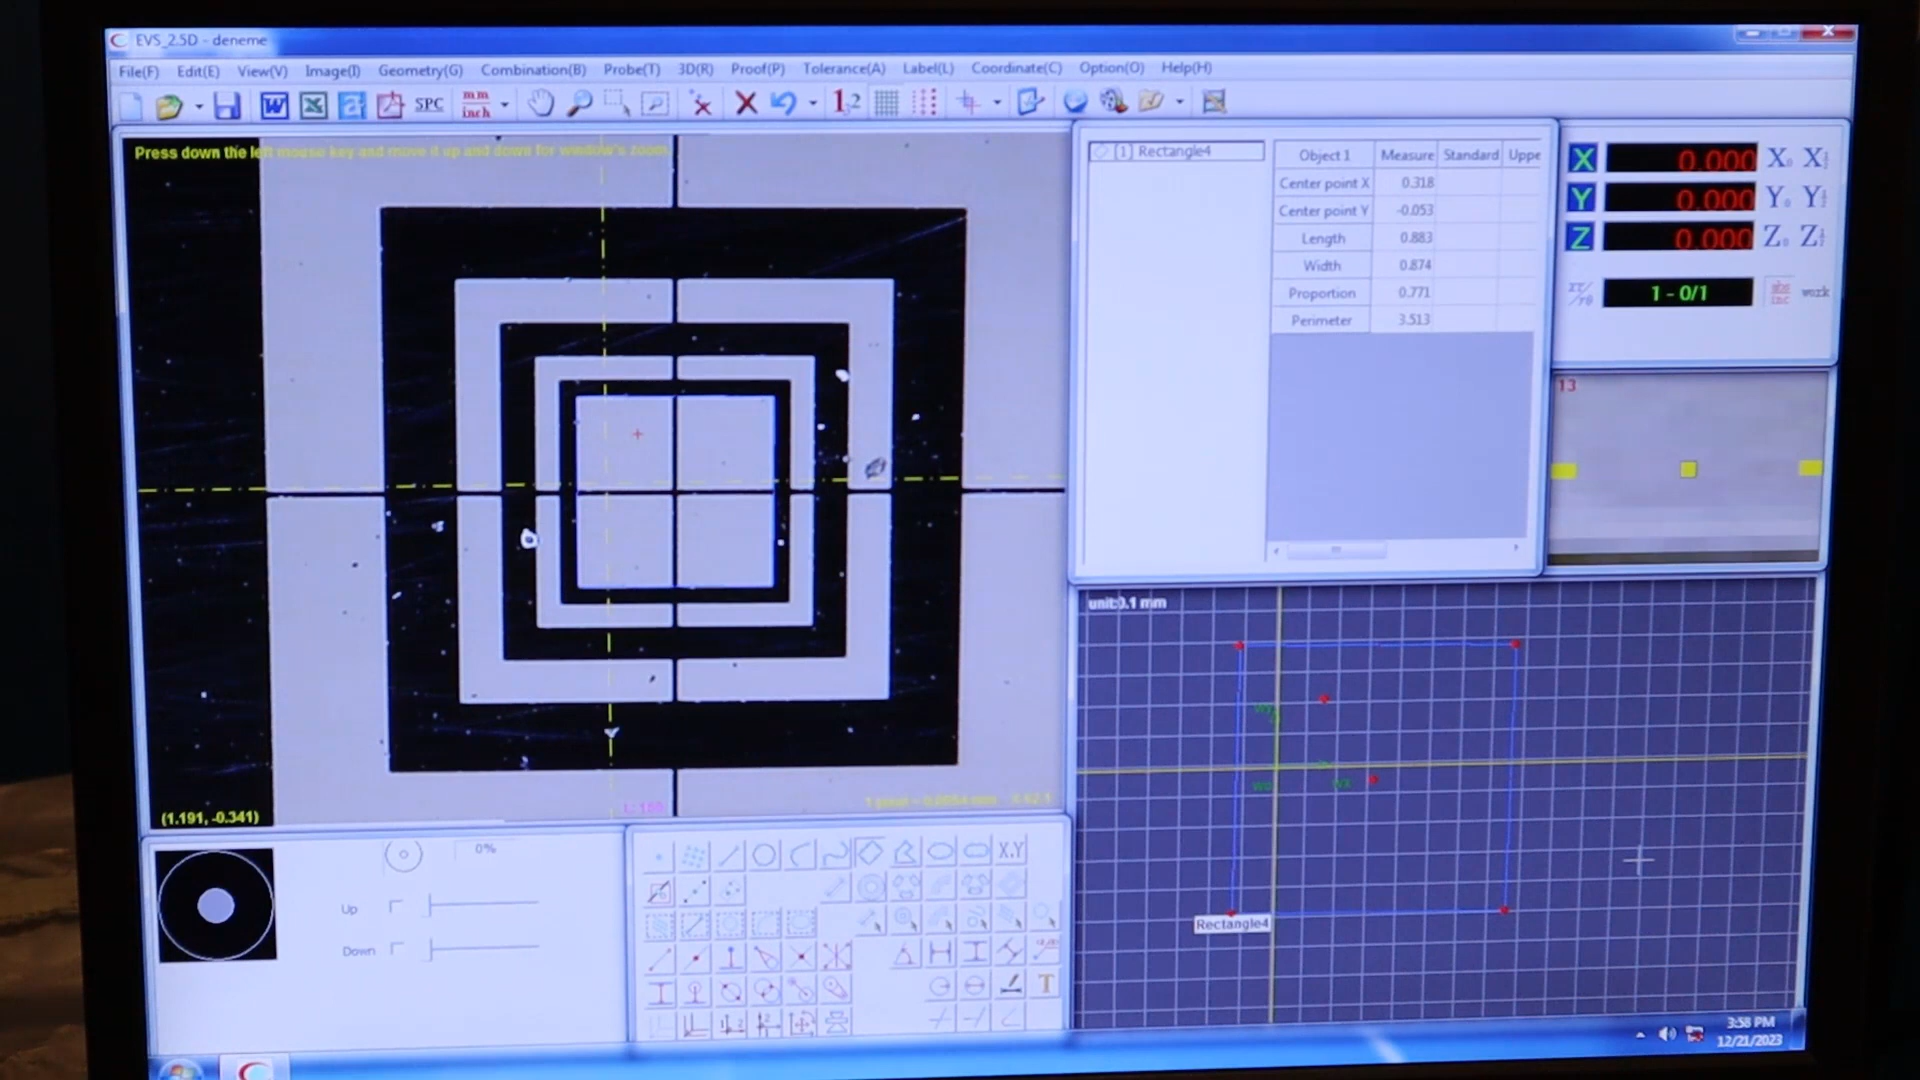 EVS_2.5D - deneme
File(F) Edit(E) View(V) Image(I) Geometry(G) Combination(B) Probe(T) 3D(R) Proof(P) Tolerance(A) Label(L) Coordinate(C) Option(O) Help(H)
SPC mm inch
Press down the left mouse key and move it up and down for window's zoom.
[1] Rectangle4
Object 1 Measure Standard Uppe
Center point X 0.318
Center point Y -0.053
Length 0.883
Width 0.874
Proportion 0.771
Perimeter 3.513
X 0.000
Y 0.000
Z 0.000
1 - 0/1
abs inc work
13
unit:0.1 mm
Wx
Rectangle4
(1.191, -0.341)
0%
Up
Down
X.Y
T
3:58 PM
12/21/2023